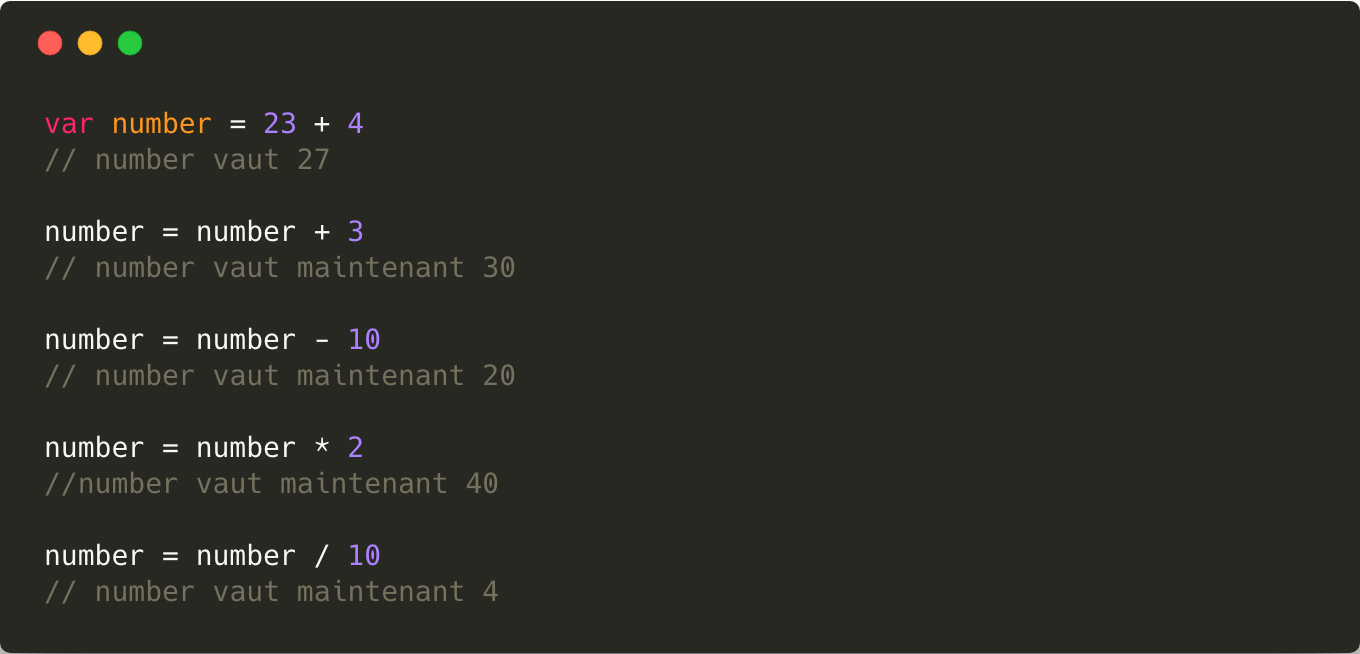 var number = 23 + 4
// number vaut 27
number = number + 3
// number vaut maintenant 30
number = number - 10
// number vaut maintenant 20
number = number * 2
//number vaut maintenant 40
number = number / 10
// number vaut maintenant 4